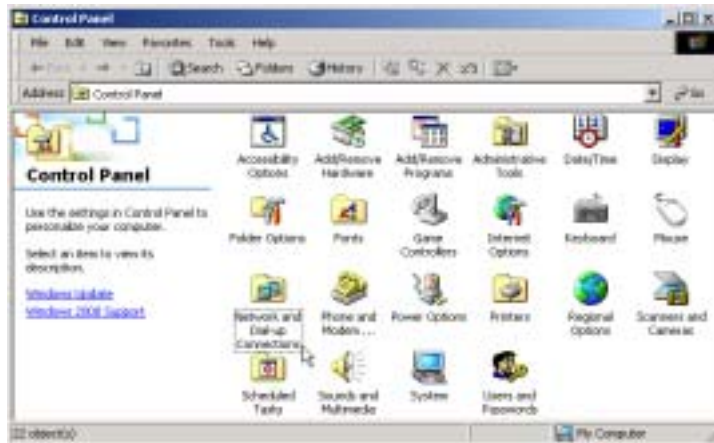 Control Panel
File Edit View Favorites Tools Help
Search Folders History
Address Control Panel Go
Control Panel
Use the settings in Control Panel to
personalize your computer.
Select an item to view its
description.
Windows Update
Windows 2000 Support
Accessibility Options
Add/Remove Hardware
Add/Remove Programs
Administrative Tools
Date/Time
Display
Folder Options
Fonts
Game Controllers
Internet Options
Keyboard
Mouse
Network and Dial-up Connections
Phone and Modem ...
Power Options
Printers
Regional Options
Scanners and Cameras
Scheduled Tasks
Sounds and Multimedia
System
Users and Passwords
22 object(s)
My Computer